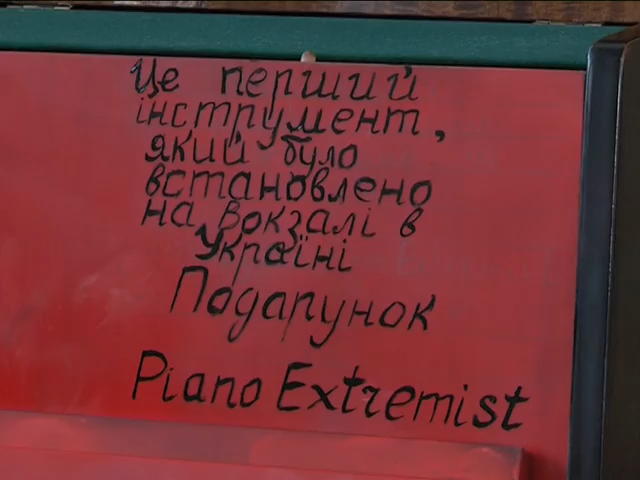 Це перший
інструмент,
який було
встановлено
на вокзалі в
Україні
Подарунок
Piano Extremist